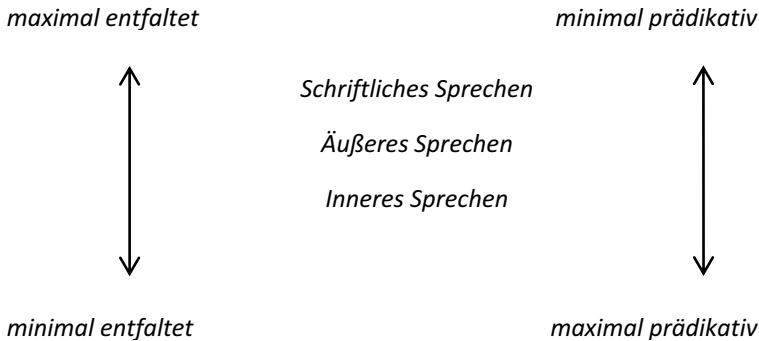 maximal entfaltet
minimal prädikativ
Schriftliches Sprechen
Äußeres Sprechen
Inneres Sprechen
minimal entfaltet
maximal prädikativ